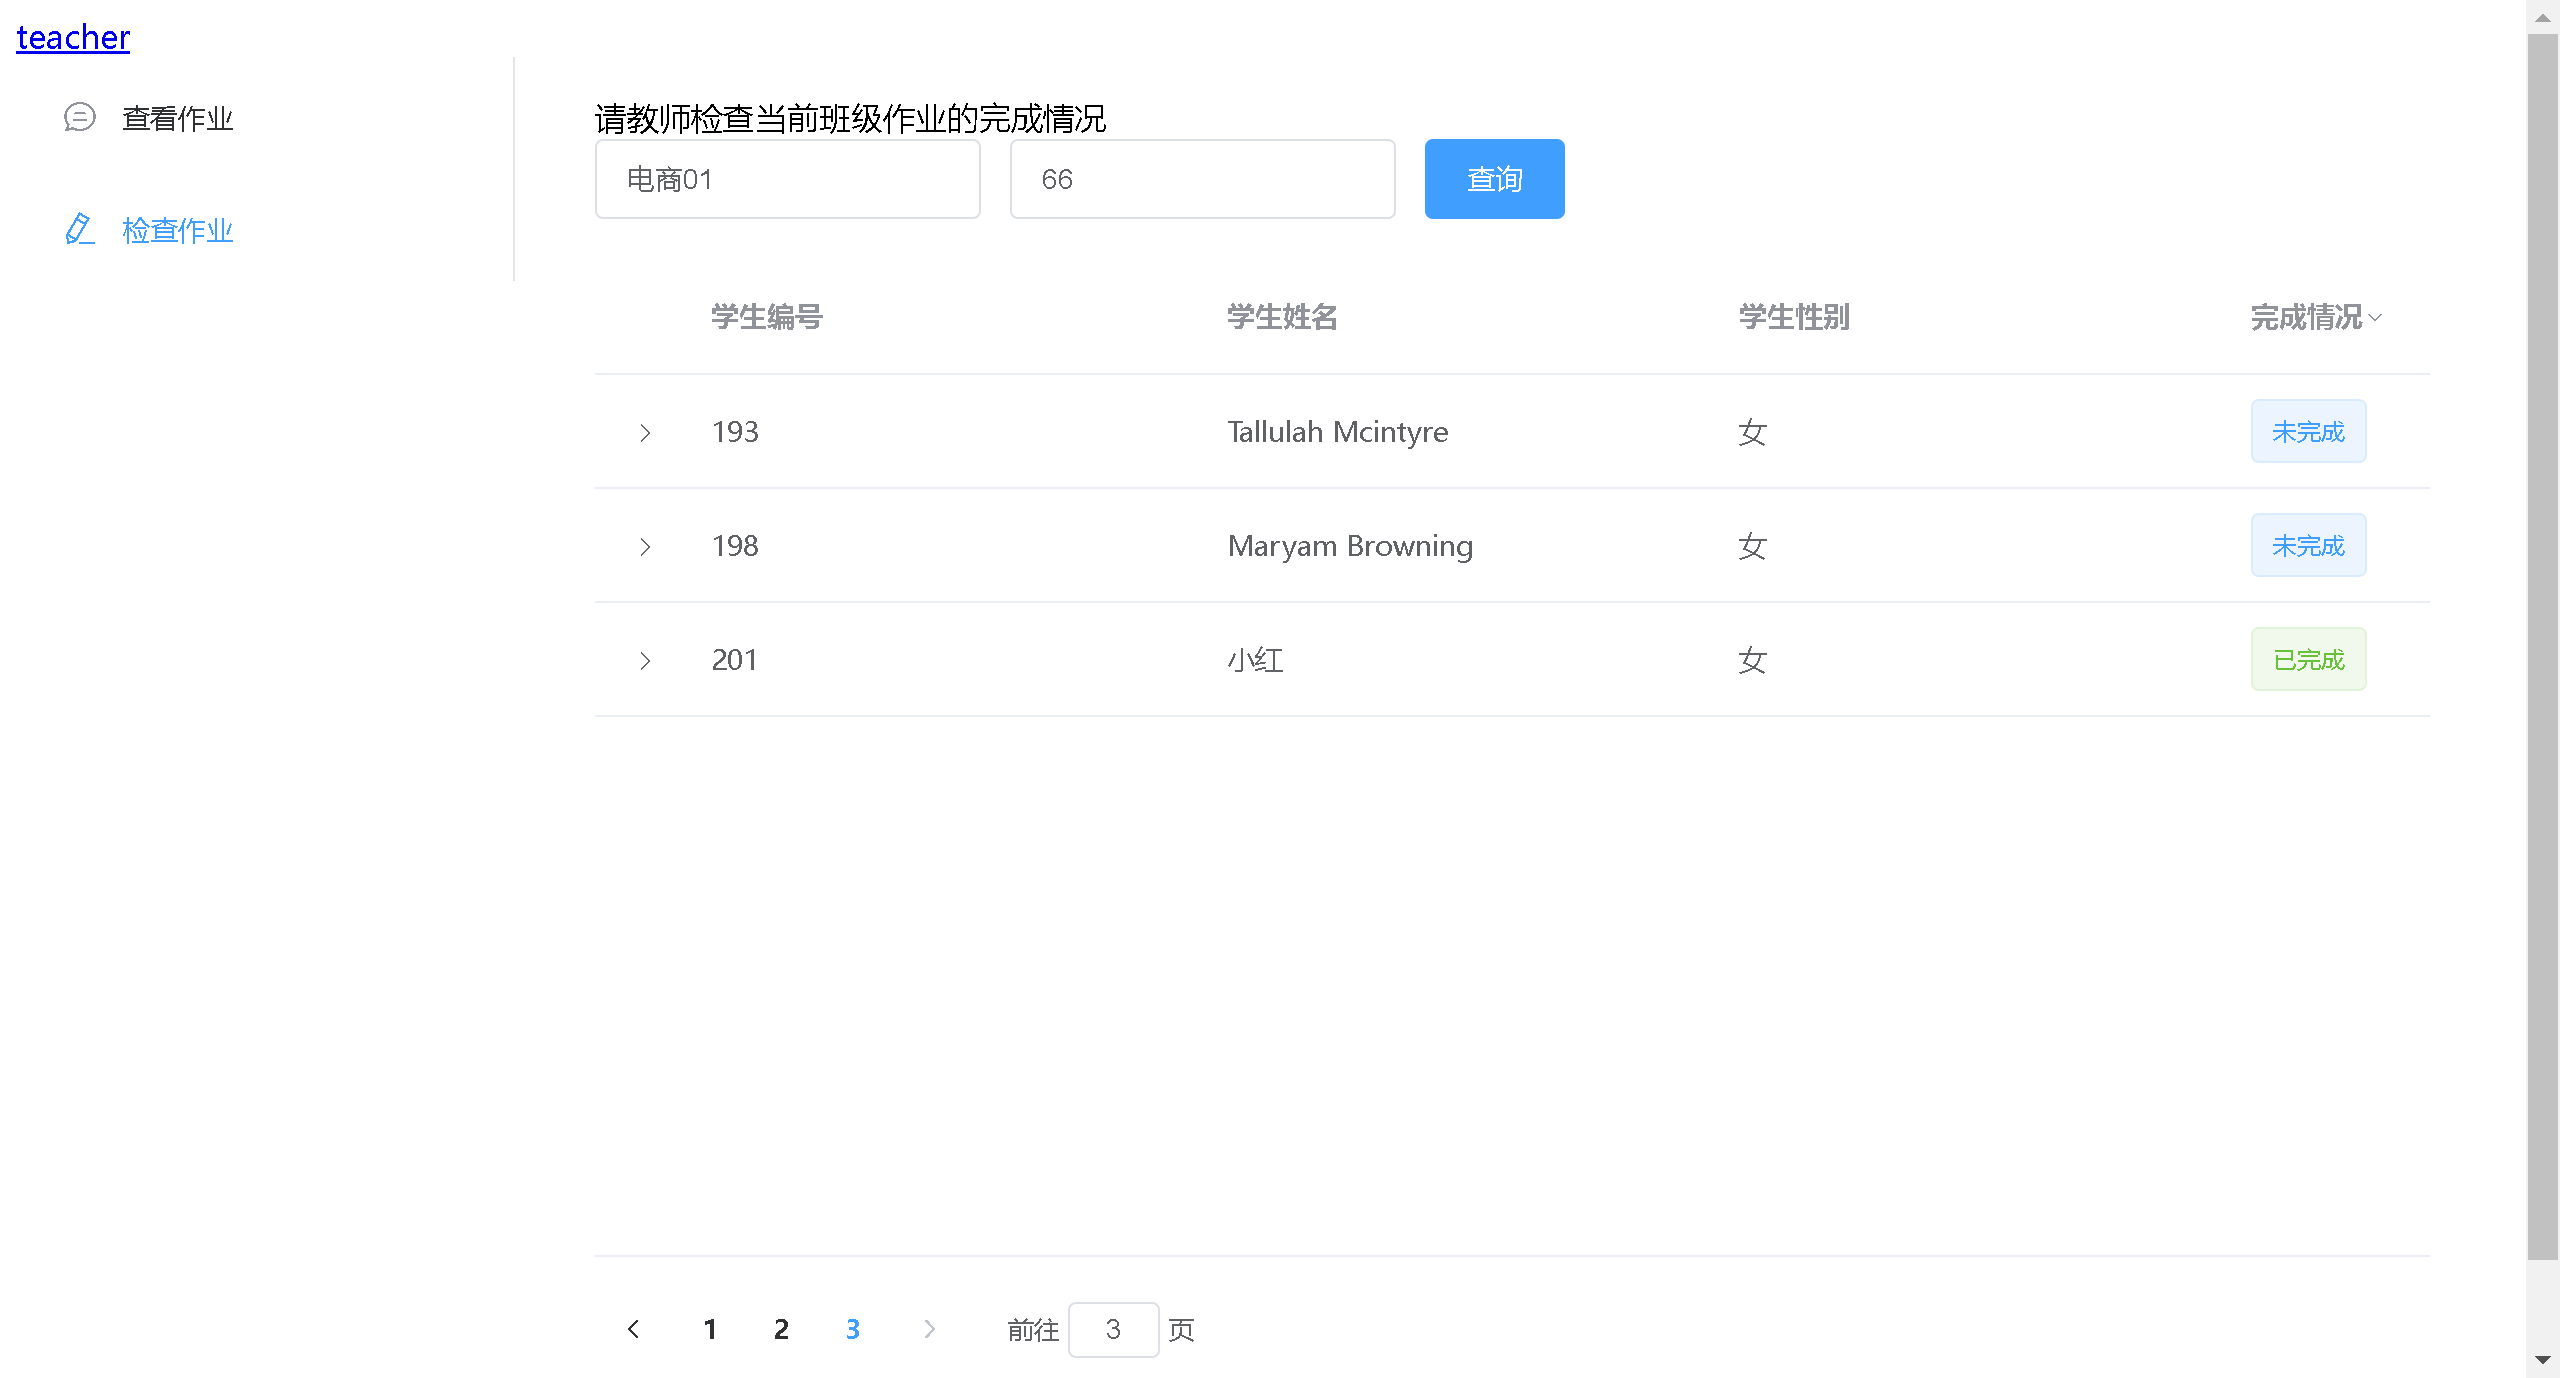 teacher
查看作业
检查作业
请教师检查当前班级作业的完成情况
电商01 66 查询
学生编号 学生姓名 学生性别 完成情况
193 Tallulah Mcintyre 女 未完成
198 Maryam Browning 女 未完成
201 小红 女 已完成
1 2 3 前往 3 页